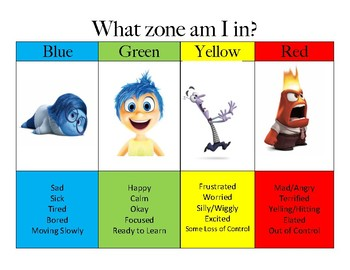 What zone am I in?
Blue Green Yellow Red
Sad
Sick
Tired
Bored
Moving Slowly
Happy
Calm
Okay
Focused
Ready to Learn
Frustrated
Worried
Silly/Wiggly
Excited
Some Loss of Control
Mad/Angry
Terrified
Yelling/Hitting
Elated
Out of Control